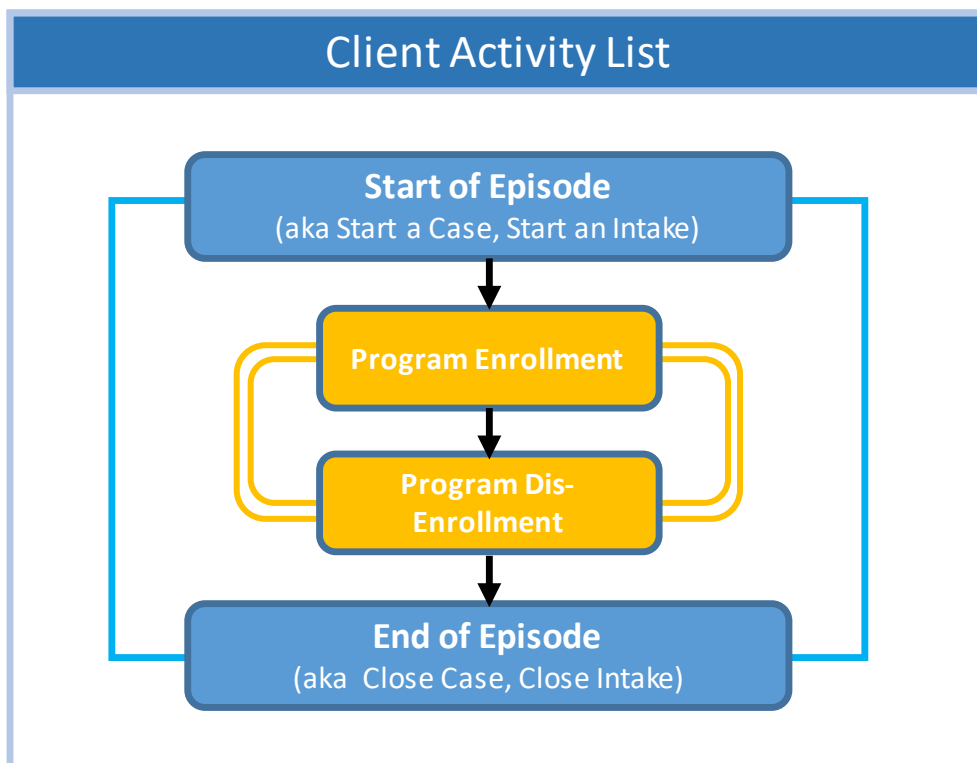 Client Activity List
Start of Episode
(aka Start a Case, Start an Intake)
Program Enrollment
Program Dis-
Enrollment
End of Episode
(aka Close Case, Close Intake)